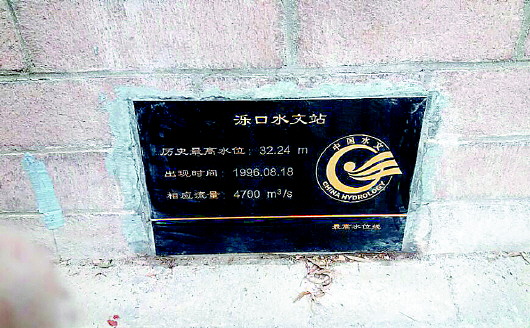 泺口水文站
历史最高水位：32.24 m
出现时间：1996.08.18
相应流量：4700 m³/s
中国水文
CHINA HYDROLOGY
最高水位线